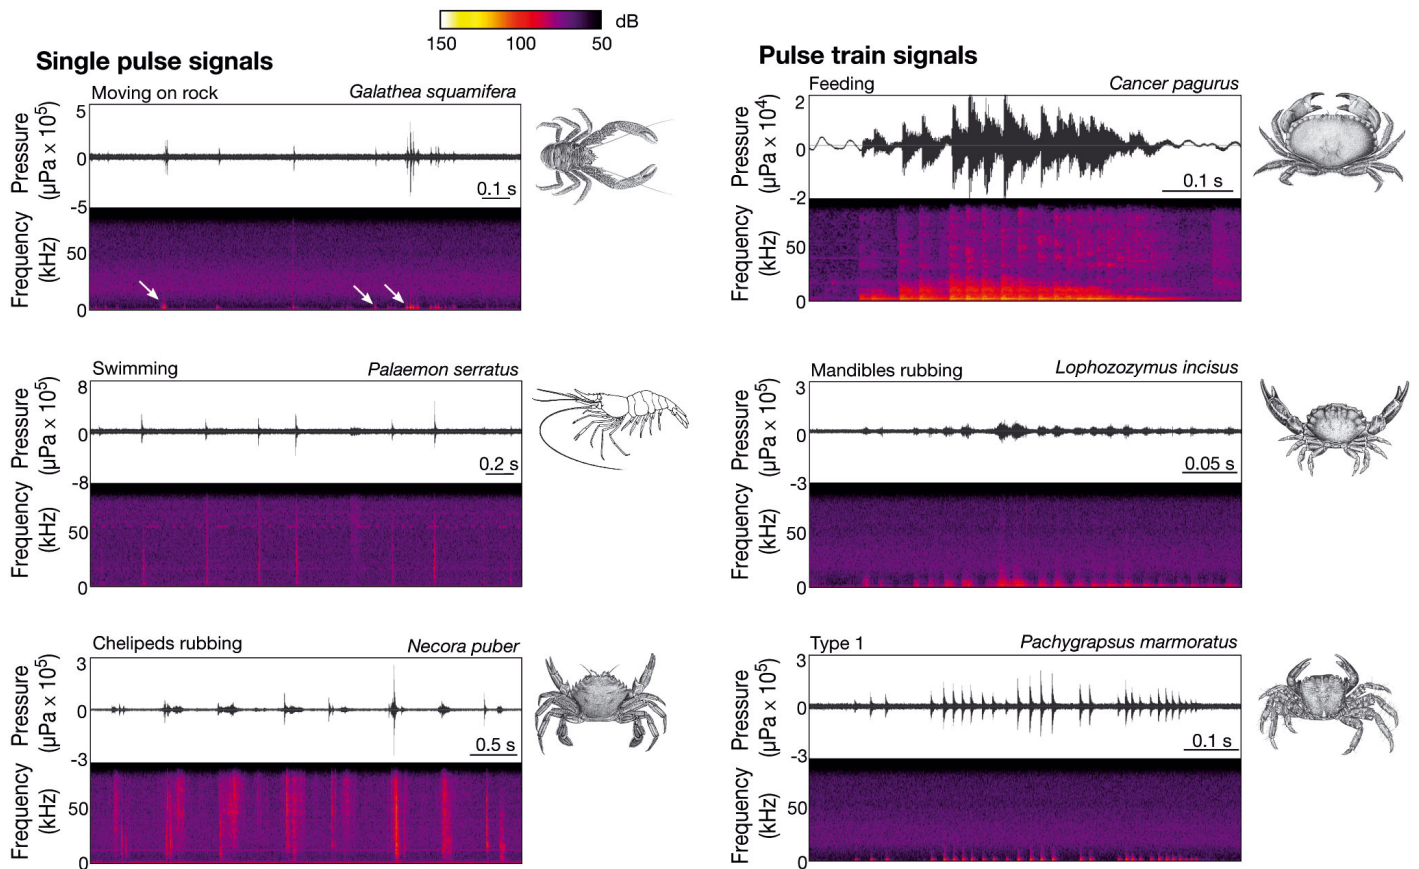 150 100 50 dB
Single pulse signals
Moving on rock Galathea squamifera
Pressure
(µPa x 10⁵)
5
0
-5
0.1 s
Frequency
(kHz)
50
0
Swimming Palaemon serratus
Pressure
(µPa x 10⁵)
8
0
-8
0.2 s
Frequency
(kHz)
50
0
Chelipeds rubbing Necora puber
Pressure
(µPa x 10⁵)
3
0
-3
0.5 s
Frequency
(kHz)
50
0
Pulse train signals
Feeding Cancer pagurus
Pressure
(µPa x 10⁴)
2
0
-2
0.1 s
Frequency
(kHz)
50
0
Mandibles rubbing Lophozozymus incisus
Pressure
(µPa x 10⁵)
3
0
-3
0.05 s
Frequency
(kHz)
50
0
Type 1 Pachygrapsus marmoratus
Pressure
(µPa x 10⁵)
3
0
-3
0.1 s
Frequency
(kHz)
50
0